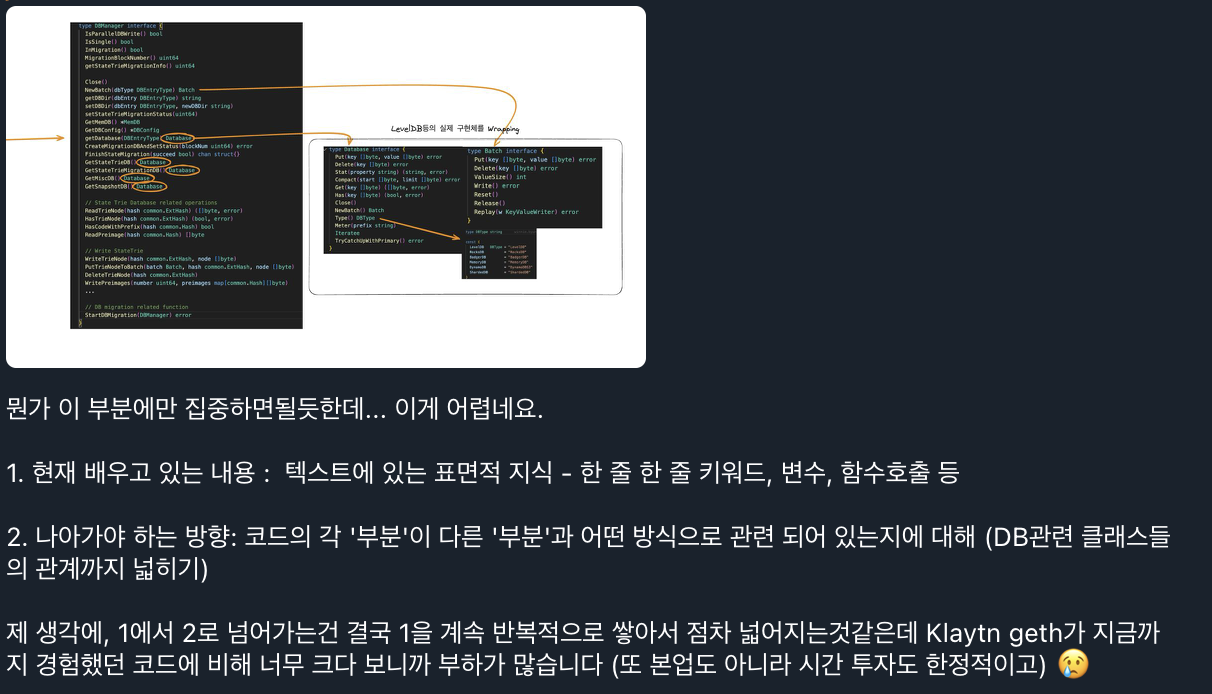 type DBManager interface {
IsParallelDBWrite() bool
IsSingle() bool
InMigration() bool
MigrationBlockNumber() uint64
getStateTrieMigrationInfo() uint64
Close()
NewBatch(dbType DBEntryType) Batch
getDBDir(dbEntry DBEntryType) string
setDBDir(dbEntry DBEntryType, newDBDir string)
setStateTrieMigrationStatus(uint64)
GetMemDB() *MemDB
GetDBConfig() *DBConfig
getDatabase(DBEntryType) Database
CreateMigrationDBAndSetStatus(blockNum uint64) error
FinishStateMigration(succeed bool) chan struct{}
GetStateTrieDB() Database
GetStateTrieMigrationDB() Database
GetMiscDB() Database
GetSnapshotDB() Database
// State Trie Database related operations
ReadTrieNode(hash common.ExtHash) ([]byte, error)
HasTrieNode(hash common.ExtHash) (bool, error)
HasCodeWithPrefix(hash common.Hash) bool
ReadPreimage(hash common.Hash) []byte
// Write StateTrie
WriteTrieNode(hash common.ExtHash, node []byte)
PutTrieNodeToBatch(batch Batch, hash common.ExtHash, node []byte)
DeleteTrieNode(hash common.ExtHash)
WritePreimages(number uint64, preimages map[common.Hash][]byte)
...
// DB migration related function
StartDBMigration(DBManager) error
}
LevelDB등의 실제 구현체를 Wrapping
type Database interface {
Put(key []byte, value []byte) error
Delete(key []byte) error
Stat(property string) (string, error)
Compact(start []byte, limit []byte) error
Get(key []byte) ([]byte, error)
Has(key []byte) (bool, error)
Close()
NewBatch() Batch
Type() DBType
Meter(prefix string)
Iteratee
TryCatchUpWithPrimary() error
}
type Batch interface {
Put(key []byte, value []byte) error
Delete(key []byte) error
ValueSize() int
Write() error
Reset()
Release()
Replay(w KeyValueWriter) error
}
type DBType string
const (
LevelDB DBType = "LevelDB"
RocksDB = "RocksDB"
BadgerDB = "BadgerDB"
MemoryDB = "MemoryDB"
DynamoDB = "DynamoDBS3"
ShardedDB = "ShardedDB"
뭔가 이 부분에만 집중하면될듯한데... 이게 어렵네요.
1. 현재 배우고 있는 내용 : 텍스트에 있는 표면적 지식 - 한 줄 한 줄 키워드, 변수, 함수호출 등
2. 나아가야 하는 방향: 코드의 각 '부분'이 다른 '부분'과 어떤 방식으로 관련 되어 있는지에 대해 (DB관련 클래스들
의 관계까지 넓히기)
제 생각에, 1에서 2로 넘어가는건 결국 1을 계속 반복적으로 쌓아서 점차 넓어지는것같은데 Klaytn geth가 지금까
지 경험했던 코드에 비해 너무 크다 보니까 부하가 많습니다 (또 본업도 아니라 시간 투자도 한정적이고) 😢